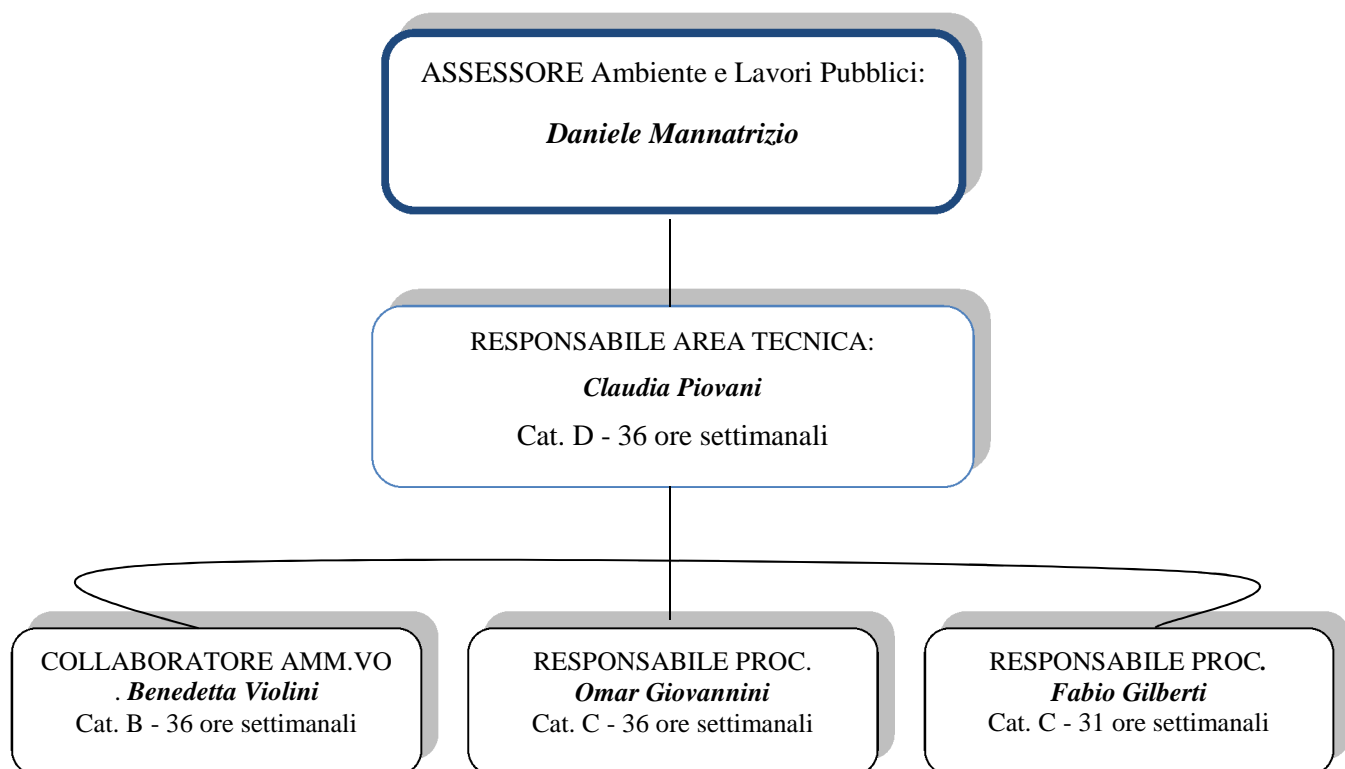 ASSESSORE Ambiente e Lavori Pubblici:
Daniele Mannatrizio
RESPONSABILE AREA TECNICA:
Claudia Piovani
Cat. D - 36 ore settimanali
COLLABORATORE AMM.VO
. Benedetta Violini
Cat. B - 36 ore settimanali
RESPONSABILE PROC.
Omar Giovannini
Cat. C - 36 ore settimanali
RESPONSABILE PROC.
Fabio Gilberti
Cat. C - 31 ore settimanali